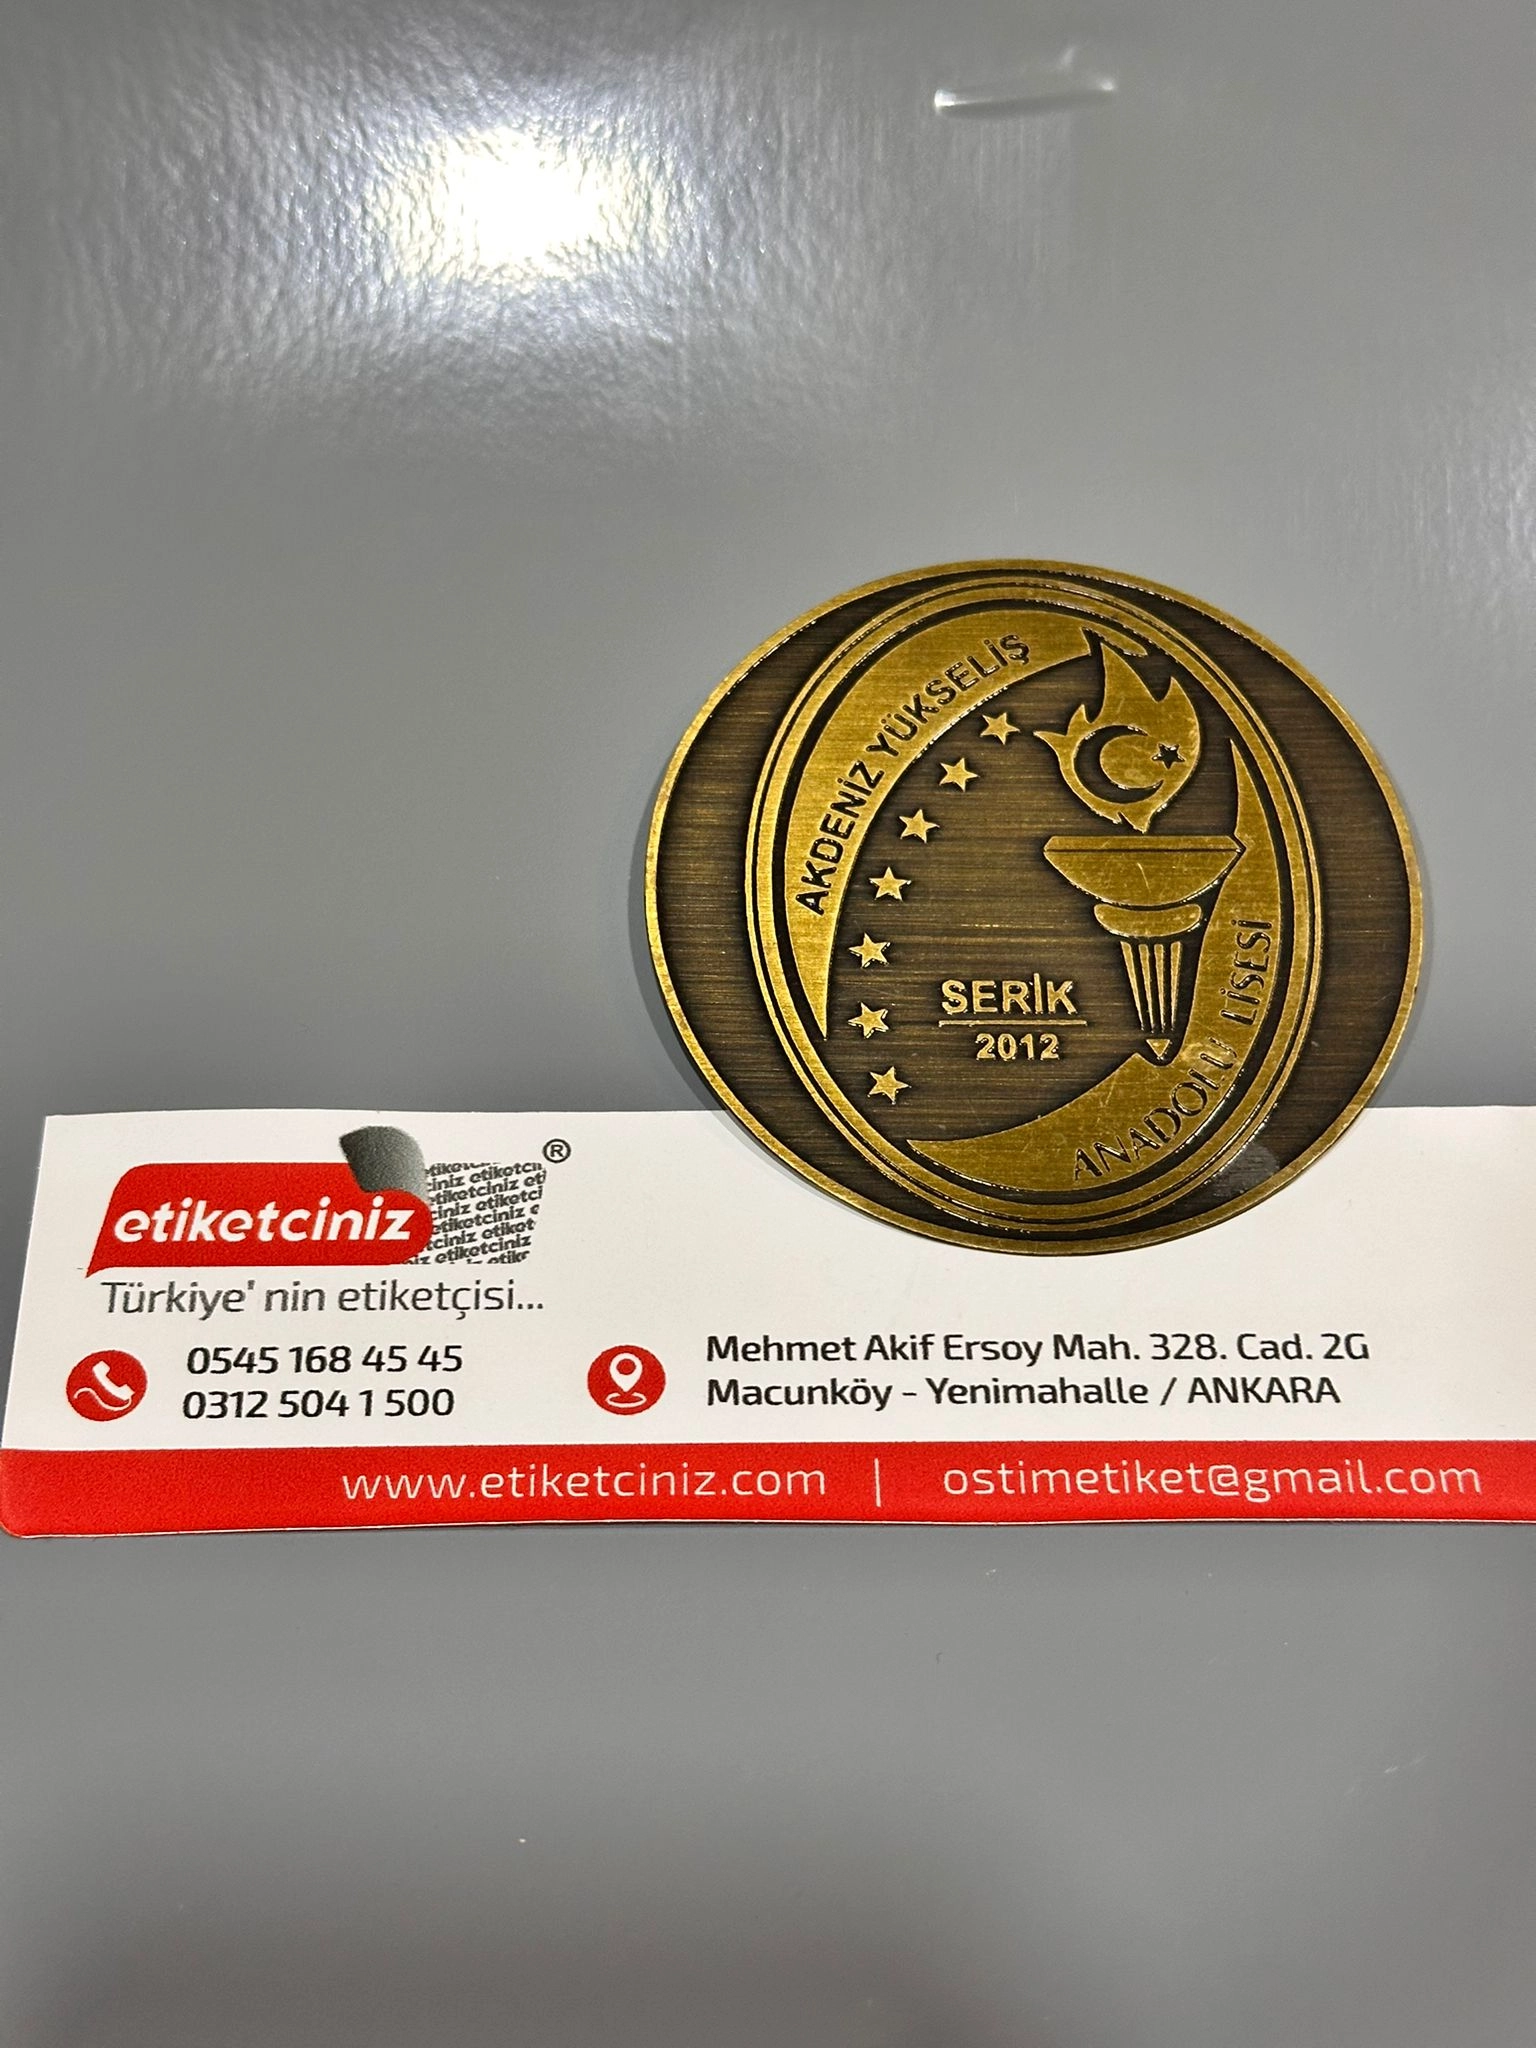 AKDENİZ YÜKSELİŞ
ANADOLU LİSESİ
SERİK
2012
etiketciniz
®
Türkiye' nin etiketçisi...
0545 168 45 45
0312 504 1 500
Mehmet Akif Ersoy Mah. 328. Cad. 2G
Macunköy - Yenimahalle / ANKARA
www.etiketciniz.com | ostimetiket@gmail.com